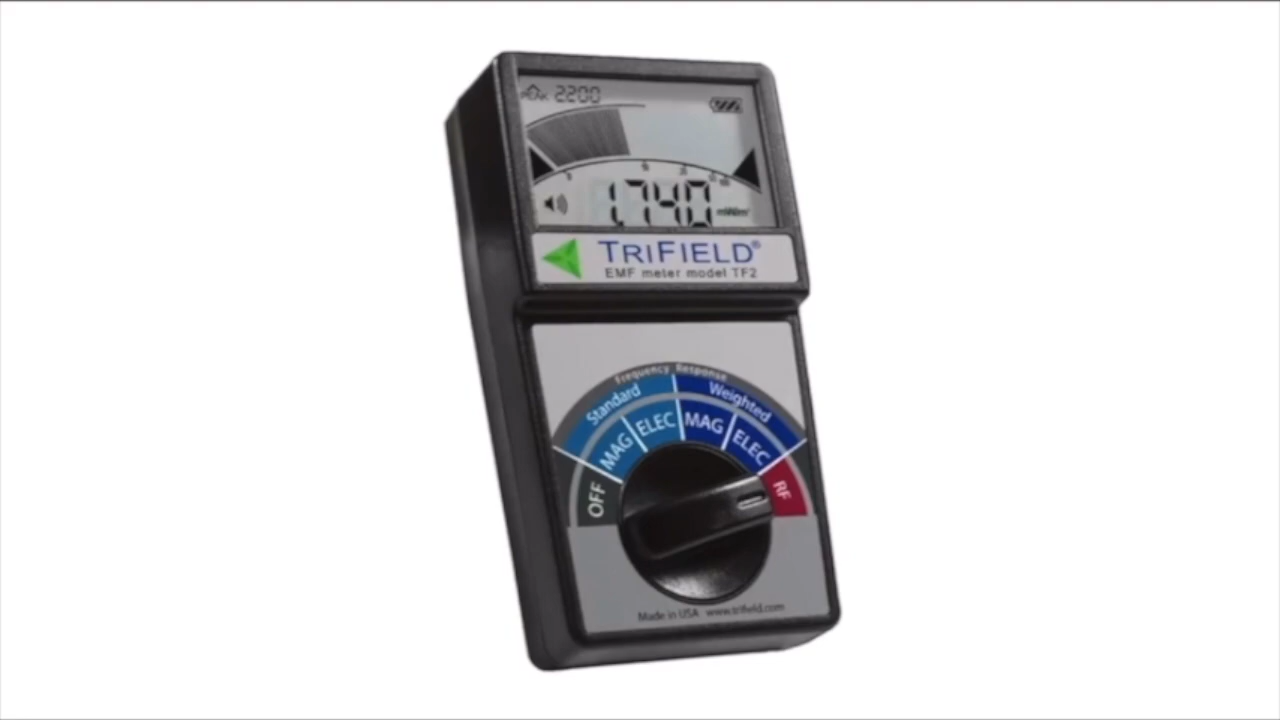 PEAK 2200
1.740 mW/m²
TRIFIELD®
EMF meter model TF2
Frequency Response
Standard Weighted
MAG ELEC MAG ELEC
OFF RF
Made in USA www.trifield.com